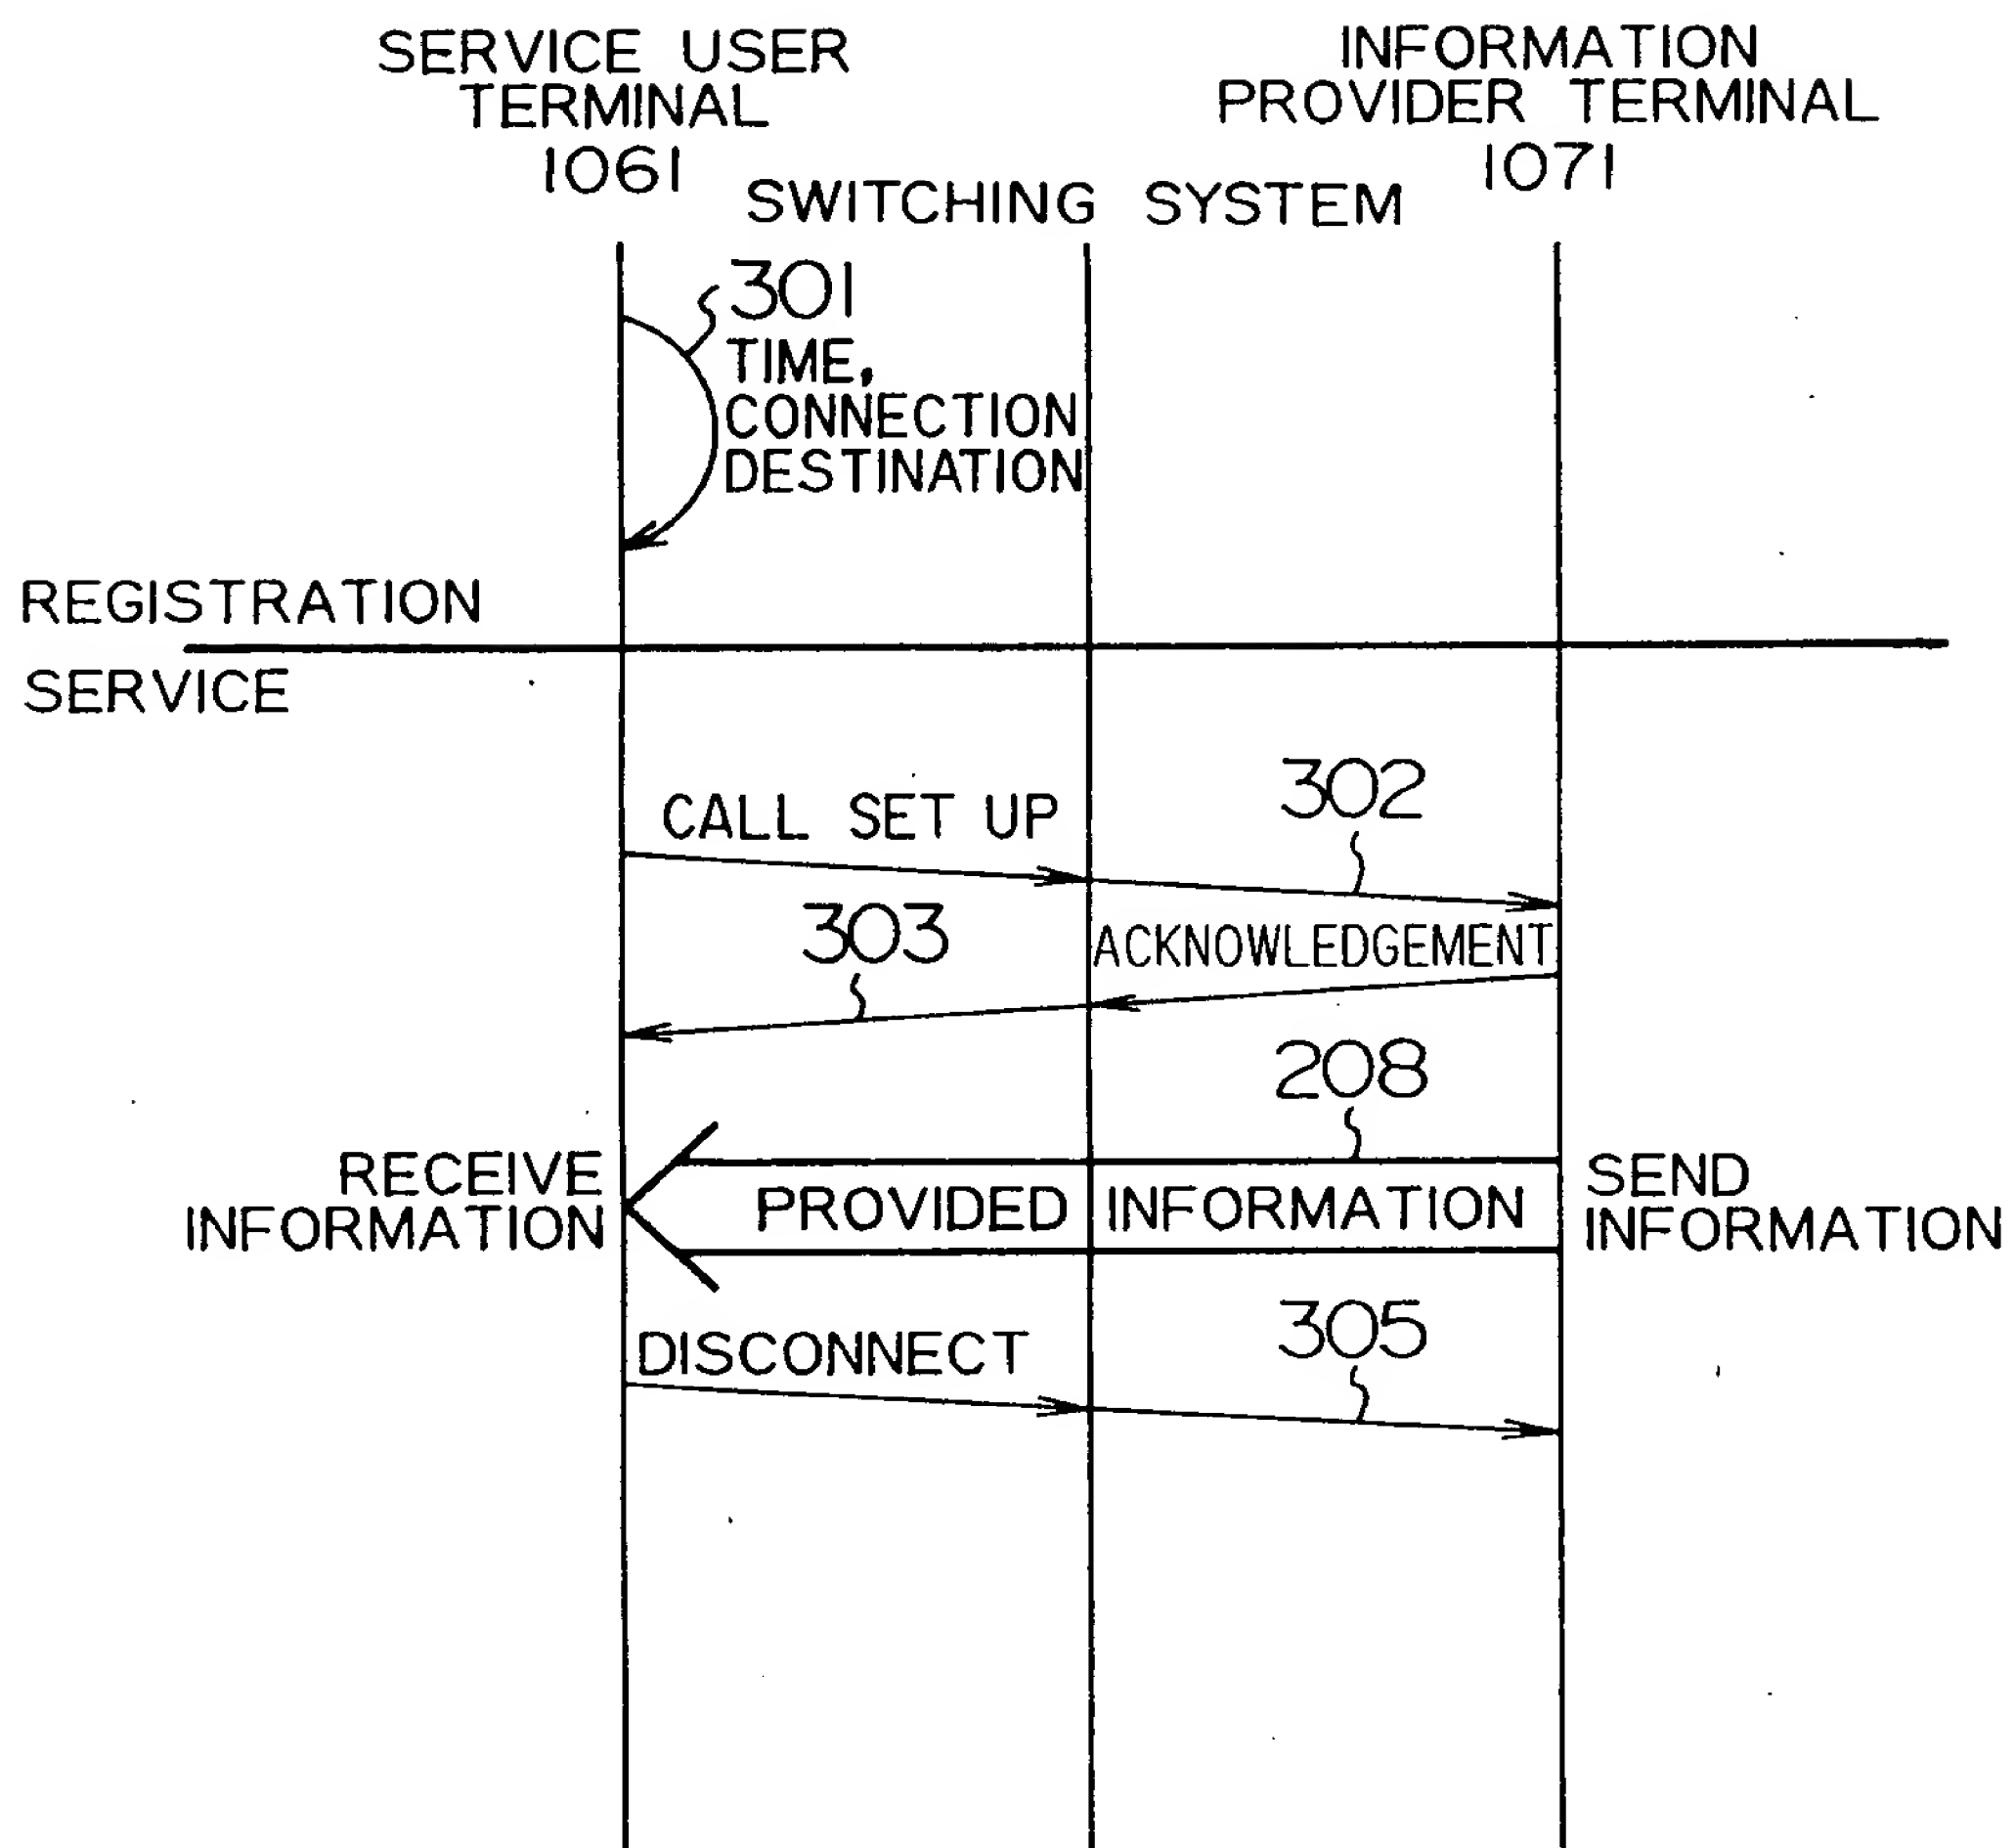 SERVICE USER
TERMINAL
1061
INFORMATION
PROVIDER TERMINAL
1071
SWITCHING SYSTEM
301
TIME,
CONNECTION
DESTINATION
REGISTRATION
SERVICE
302
CALL SET UP
303
ACKNOWLEDGEMENT
208
RECEIVE
INFORMATION
PROVIDED INFORMATION
SEND
INFORMATION
305
DISCONNECT